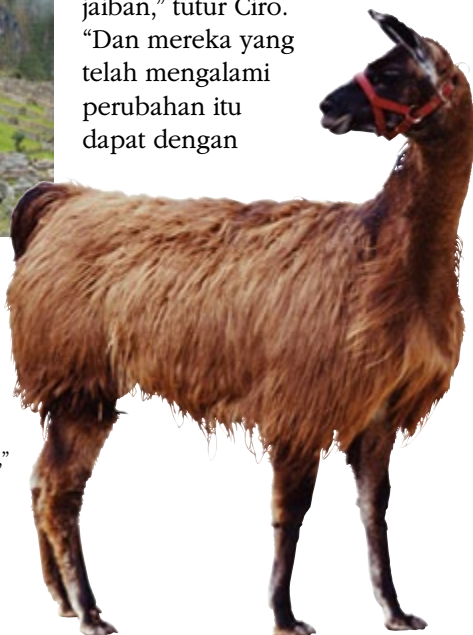 jaiban,” tutur Ciro.
“Dan mereka yang
telah mengalami
perubahan itu
dapat dengan
,”